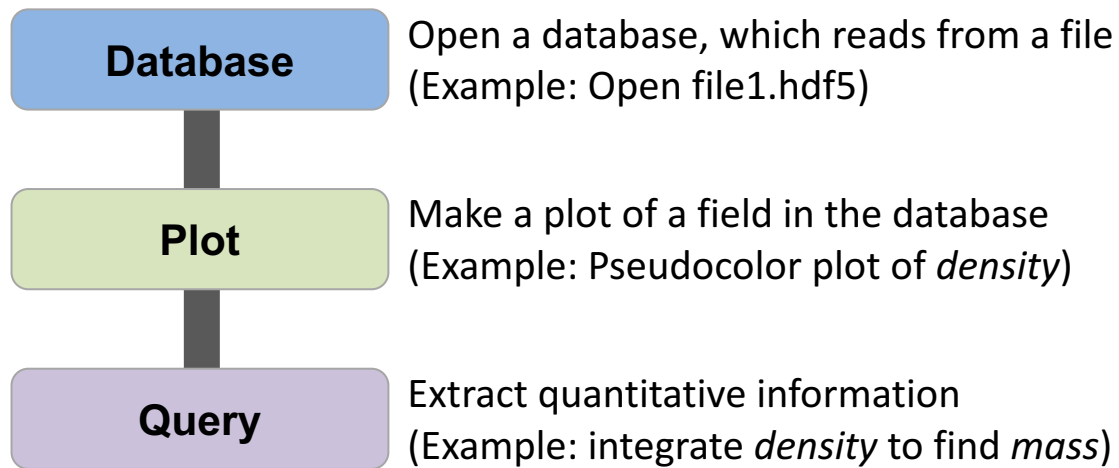 Database
Open a database, which reads from a file
(Example: Open file1.hdf5)
Plot
Make a plot of a field in the database
(Example: Pseudocolor plot of density)
Query
Extract quantitative information
(Example: integrate density to find mass)